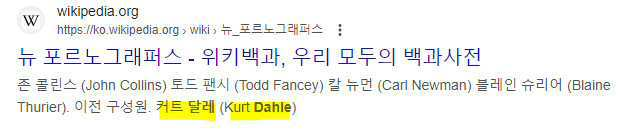 W wikipedia.org
https://ko.wikipedia.org › wiki › 뉴_포르노그래퍼스
뉴 포르노그래퍼스 - 위키백과, 우리 모두의 백과사전
존 콜린스 (John Collins) 토드 팬시 (Todd Fancey) 칼 뉴먼 (Carl Newman) 블레인 슈리어 (Blaine
Thurier). 이전 구성원. 커트 달레 (Kurt Dahle)